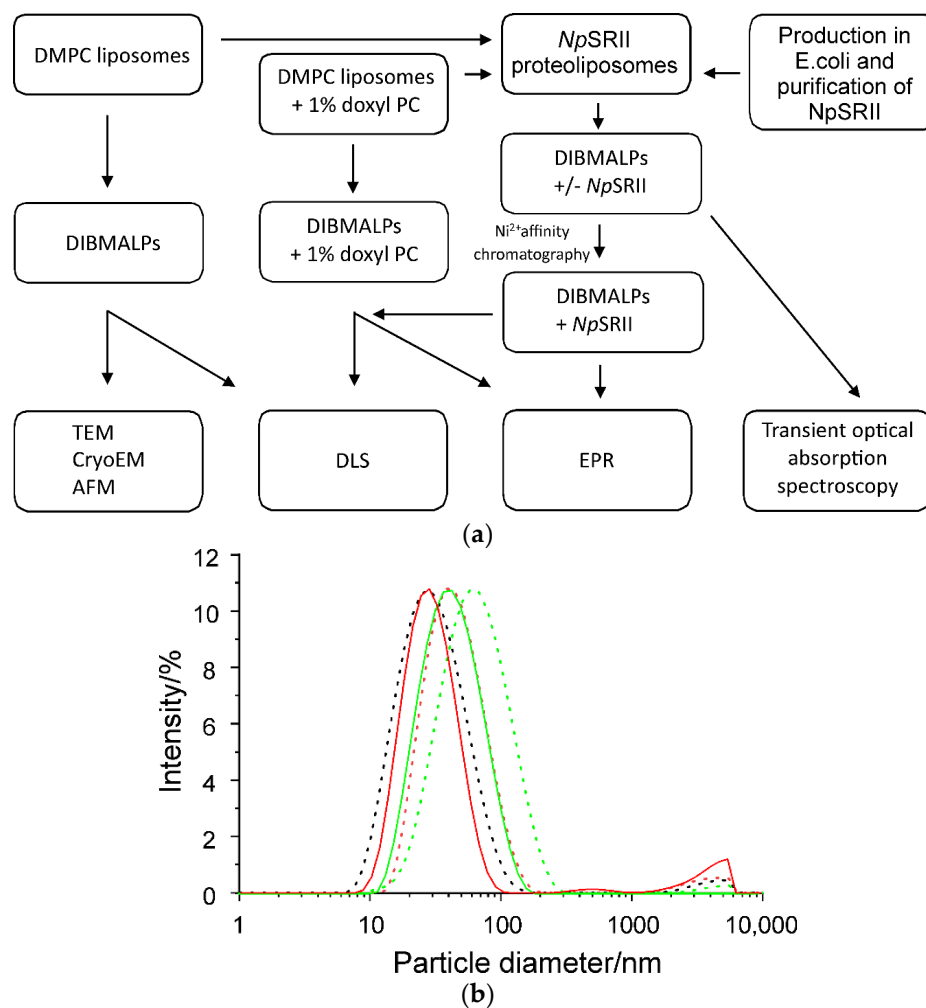 DMPC liposomes
DMPC liposomes
+ 1% doxyl PC
NpSRII
proteoliposomes
Production in
E.coli and
purification of
NpSRII
DIBMALPs
DIBMALPs
+ 1% doxyl PC
DIBMALPs
+/- NpSRII
Ni²⁺affinity
chromatography
DIBMALPs
+ NpSRII
TEM
CryoEM
AFM
DLS
EPR
Transient optical
absorption
spectroscopy
(a)
Intensity/%
12
10
8
6
4
2
0
1 10 100 1000 10,000
Particle diameter/nm
(b)